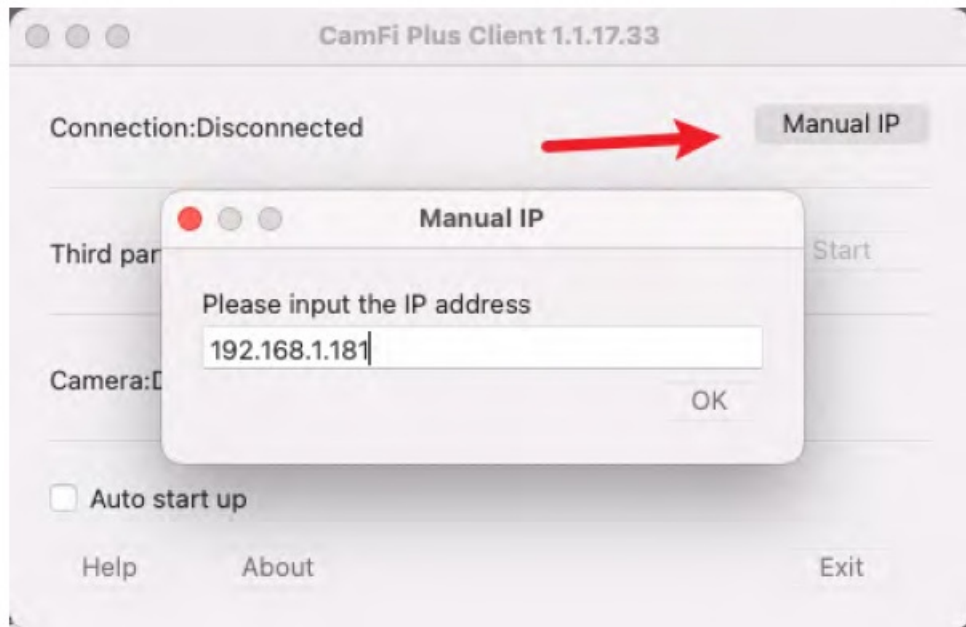 CamFi Plus Client 1.1.17.33
Connection:Disconnected
Manual IP
Manual IP
Third par
Start
Please input the IP address
192.168.1.181
Camera:D
OK
Auto start up
Help
About
Exit